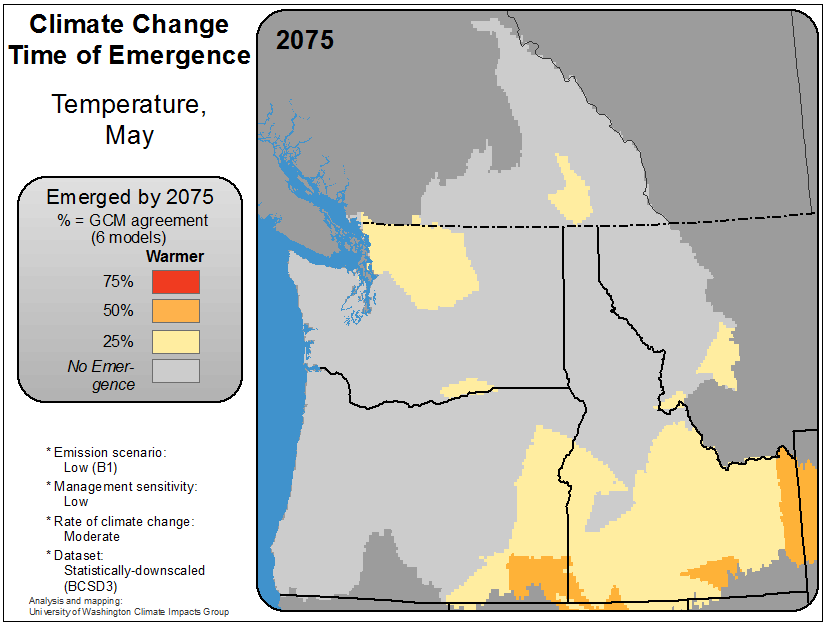 Climate Change
Time of Emergence
Temperature,
May
2075
Emerged by 2075
% = GCM agreement
(6 models)
Warmer
75%
50%
25%
No Emer-
gence
* Emission scenario:
Low (B1)
* Management sensitivity:
Low
* Rate of climate change:
Moderate
* Dataset:
Statistically-downscaled
(BCSD3)
Analysis and mapping:
University of Washington Climate Impacts Group